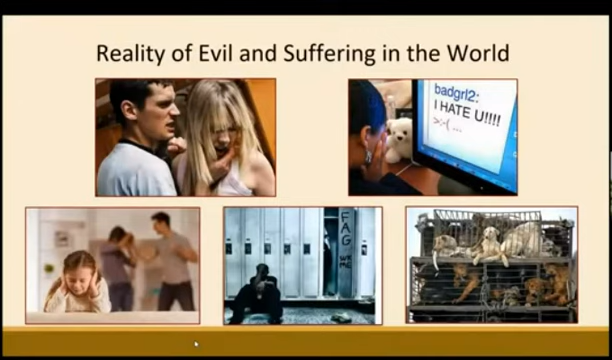 Reality of Evil and Suffering in the World
badgrl2:
I HATE U!!!!
>:-( ...
FAG